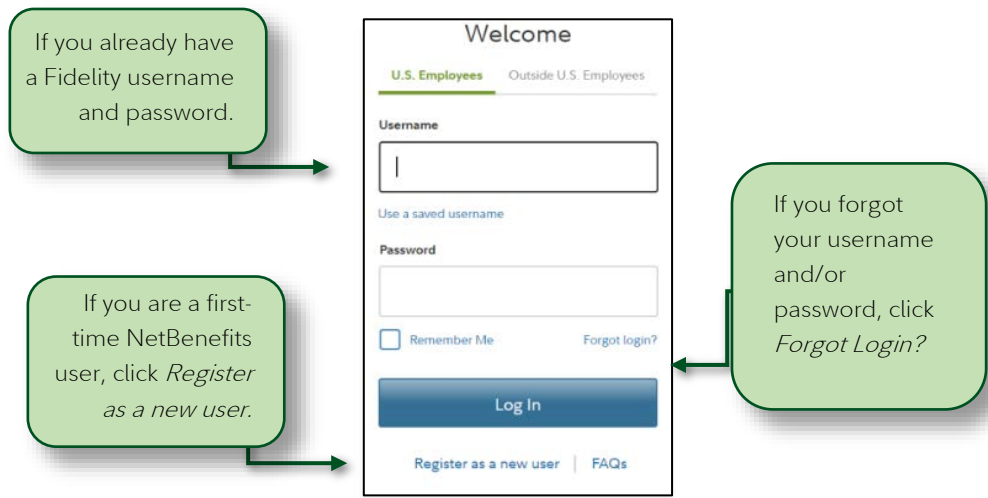 If you already have
a Fidelity username
and password.
Welcome
U.S. Employees Outside U.S. Employees
Username
Use a saved username
Password
Remember Me Forgot login?
Log In
Register as a new user | FAQs
If you are a first-
time NetBenefits
user, click Register
as a new user.
If you forgot
your username
and/or
password, click
Forgot Login?